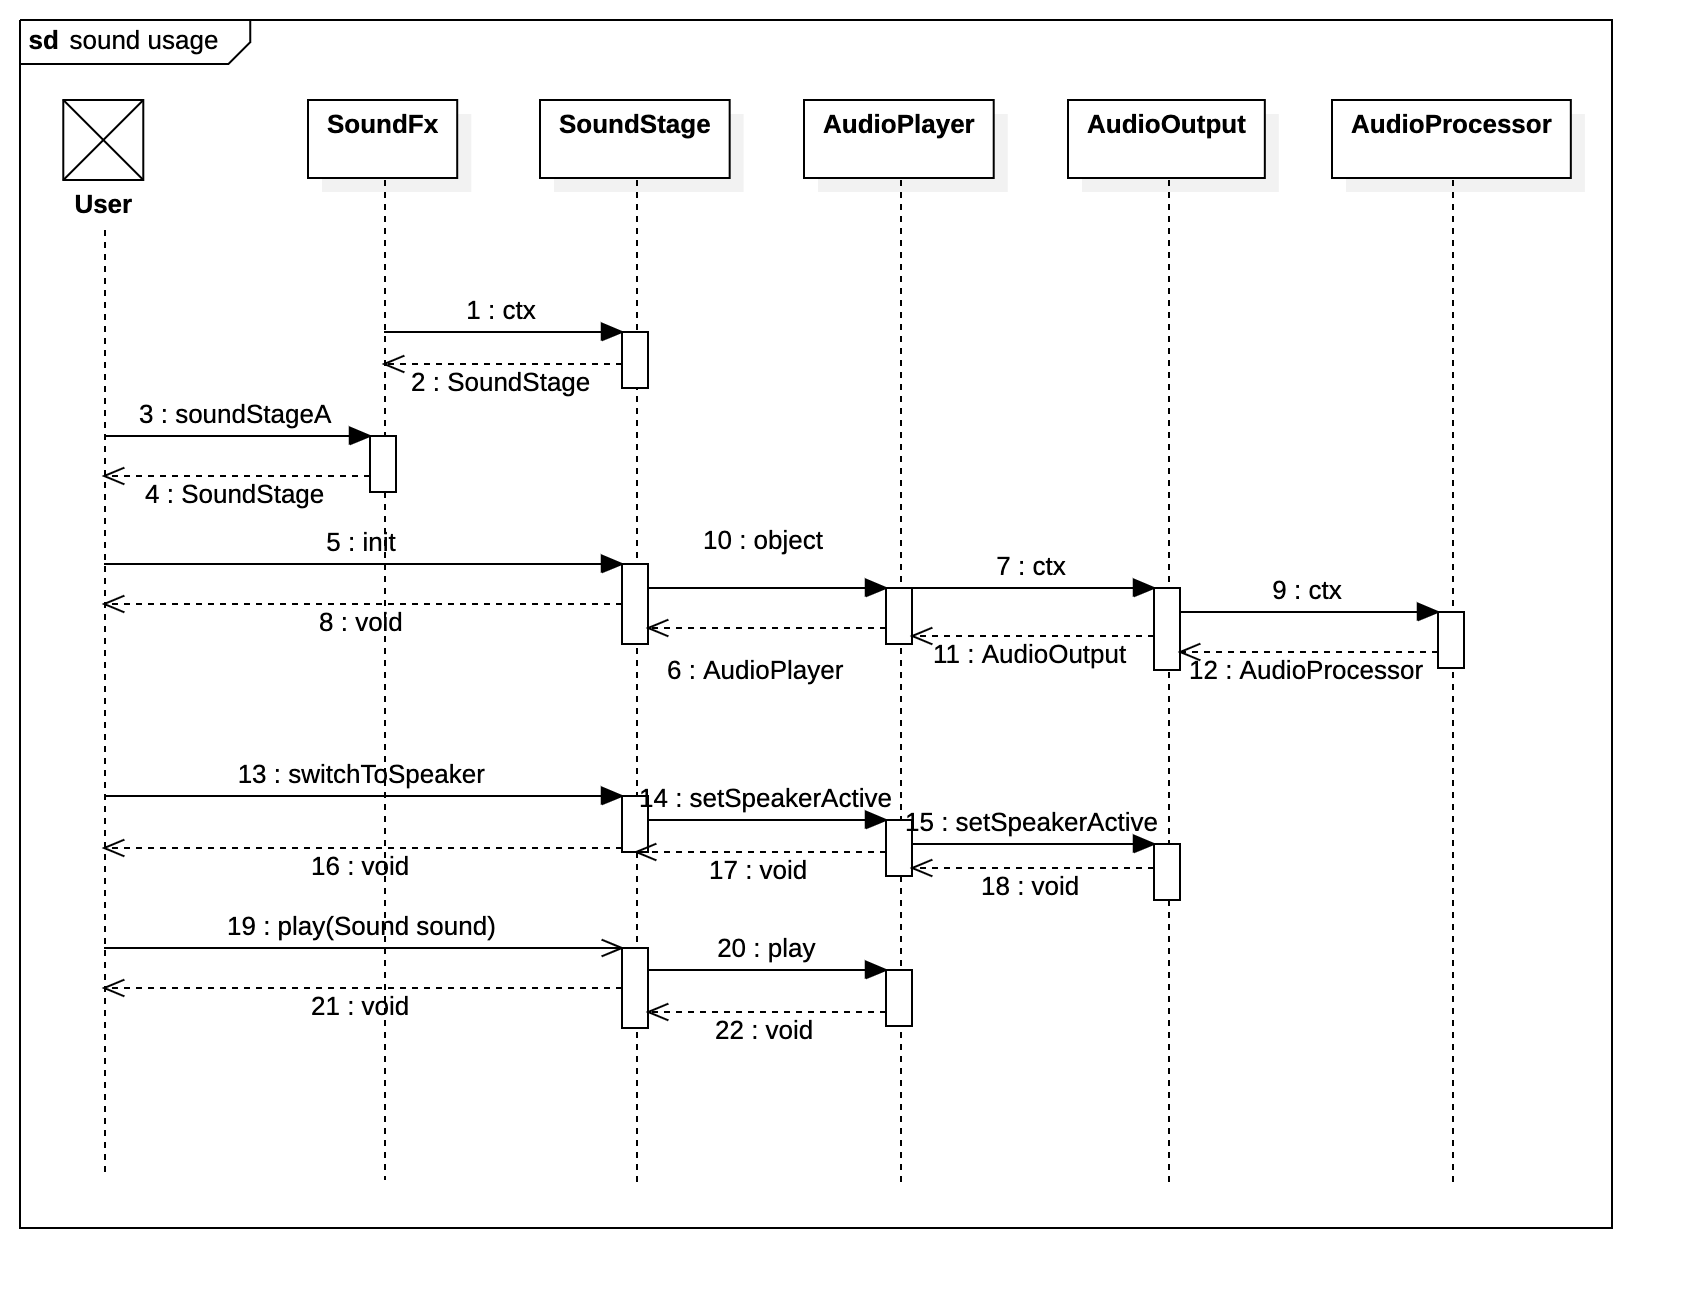 sd sound usage
SoundFx
SoundStage
AudioPlayer
AudioOutput
AudioProcessor
User
1 : ctx
2 : SoundStage
3 : soundStageA
4 : SoundStage
5 : init
10 : object
7 : ctx
9 : ctx
8 : void
6 : AudioPlayer
11 : AudioOutput
12 : AudioProcessor
13 : switchToSpeaker
14 : setSpeakerActive
15 : setSpeakerActive
16 : void
17 : void
18 : void
19 : play(Sound sound)
20 : play
21 : void
22 : void